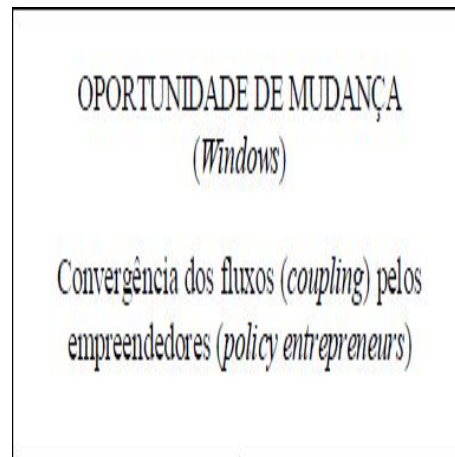 OPORTUNIDADE DE MUDANÇA
(Windows)
Convergência dos fluxos (coupling) pelos
empreendedores (policy entrepreneurs)